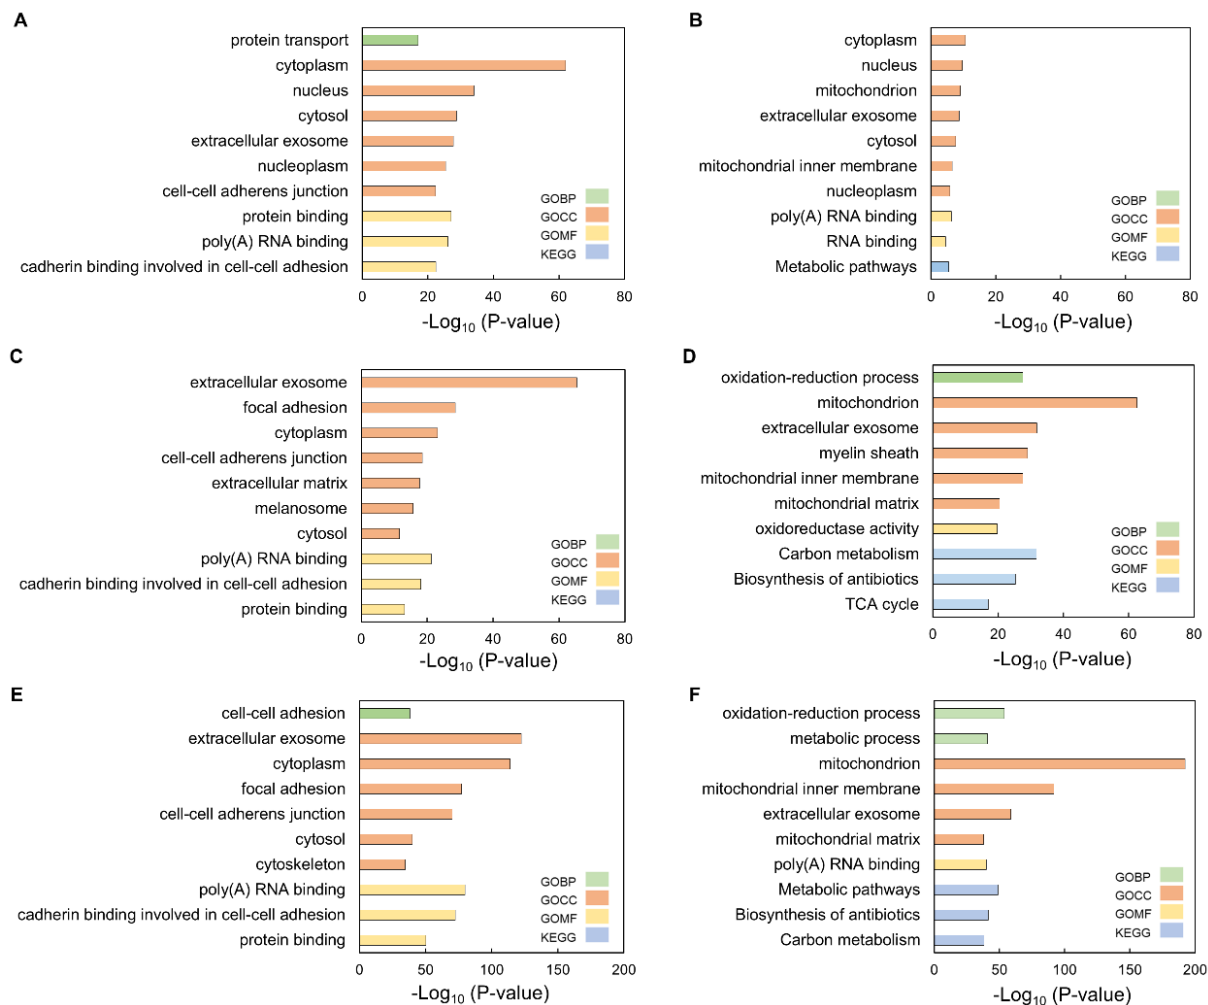 A
protein transport
cytoplasm
nucleus
cytosol
extracellular exosome
nucleoplasm
cell-cell adherens junction
protein binding
poly(A) RNA binding
cadherin binding involved in cell-cell adhesion
GOBP
GOCC
GOMF
KEGG
0 20 40 60 80
-Log10 (P-value)
B
cytoplasm
nucleus
mitochondrion
extracellular exosome
cytosol
mitochondrial inner membrane
nucleoplasm
poly(A) RNA binding
RNA binding
Metabolic pathways
GOBP
GOCC
GOMF
KEGG
0 20 40 60 80
-Log10 (P-value)
C
extracellular exosome
focal adhesion
cytoplasm
cell-cell adherens junction
extracellular matrix
melanosome
cytosol
poly(A) RNA binding
cadherin binding involved in cell-cell adhesion
protein binding
GOBP
GOCC
GOMF
KEGG
0 20 40 60 80
-Log10 (P-value)
D
oxidation-reduction process
mitochondrion
extracellular exosome
myelin sheath
mitochondrial inner membrane
mitochondrial matrix
oxidoreductase activity
Carbon metabolism
Biosynthesis of antibiotics
TCA cycle
GOBP
GOCC
GOMF
KEGG
0 20 40 60 80
-Log10 (P-value)
E
cell-cell adhesion
extracellular exosome
cytoplasm
focal adhesion
cell-cell adherens junction
cytosol
cytoskeleton
poly(A) RNA binding
cadherin binding involved in cell-cell adhesion
protein binding
GOBP
GOCC
GOMF
KEGG
0 50 100 150 200
-Log10 (P-value)
F
oxidation-reduction process
metabolic process
mitochondrion
mitochondrial inner membrane
extracellular exosome
mitochondrial matrix
poly(A) RNA binding
Metabolic pathways
Biosynthesis of antibiotics
Carbon metabolism
GOBP
GOCC
GOMF
KEGG
0 50 100 150 200
-Log10 (P-value)